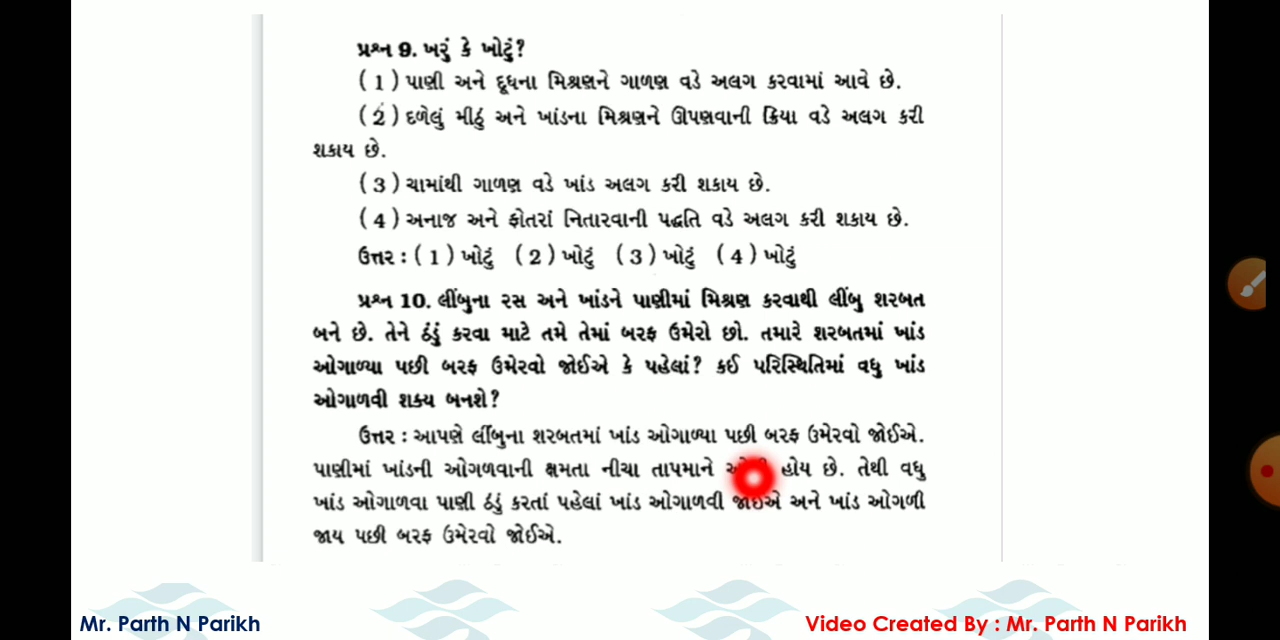 પ્રશ્ન 9. ખરું કે ખોટું?
(1) પાણી અને દૂધના મિશ્રણને ગાળણ વડે અલગ કરવામાં આવે છે.
(2) દળેલું મીઠું અને ખાંડના મિશ્રણને ઊપણવાની ક્રિયા વડે અલગ કરી
શકાય છે.
(3) ચામાંથી ગાળણ વડે ખાંડ અલગ કરી શકાય છે.
(4) અનાજ અને ફોતરાં નિતારવાની પદ્ધતિ વડે અલગ કરી શકાય છે.
ઉત્તર : (1) ખોટું (2) ખોટું (3) ખોટું (4) ખોટું
પ્રશ્ન 10. લીંબુના રસ અને ખાંડને પાણીમાં મિશ્રણ કરવાથી લીંબુ શરબત
બને છે. તેને ઠંડું કરવા માટે તમે તેમાં બરફ ઉમેરો છો. તમારે શરબતમાં ખાંડ
ઓગાળ્યા પછી બરફ ઉમેરવો જોઈએ કે પહેલાં? કઈ પરિસ્થિતિમાં વધુ ખાંડ
ઓગાળવી શક્ય બનશે?
ઉત્તર : આપણે લીંબુના શરબતમાં ખાંડ ઓગાળ્યા પછી બરફ ઉમેરવો જોઈએ.
પાણીમાં ખાંડની ઓગળવાની ક્ષમતા નીચા તાપમાને હોય છે. તેથી વધુ
ખાંડ ઓગાળવા પાણી ઠંડું કરતાં પહેલાં ખાંડ ઓગાળવી જોઈએ અને ખાંડ ઓગળી
જાય પછી બરફ ઉમેરવો જોઈએ.
Mr. Parth N Parikh
Video Created By : Mr. Parth N Parikh